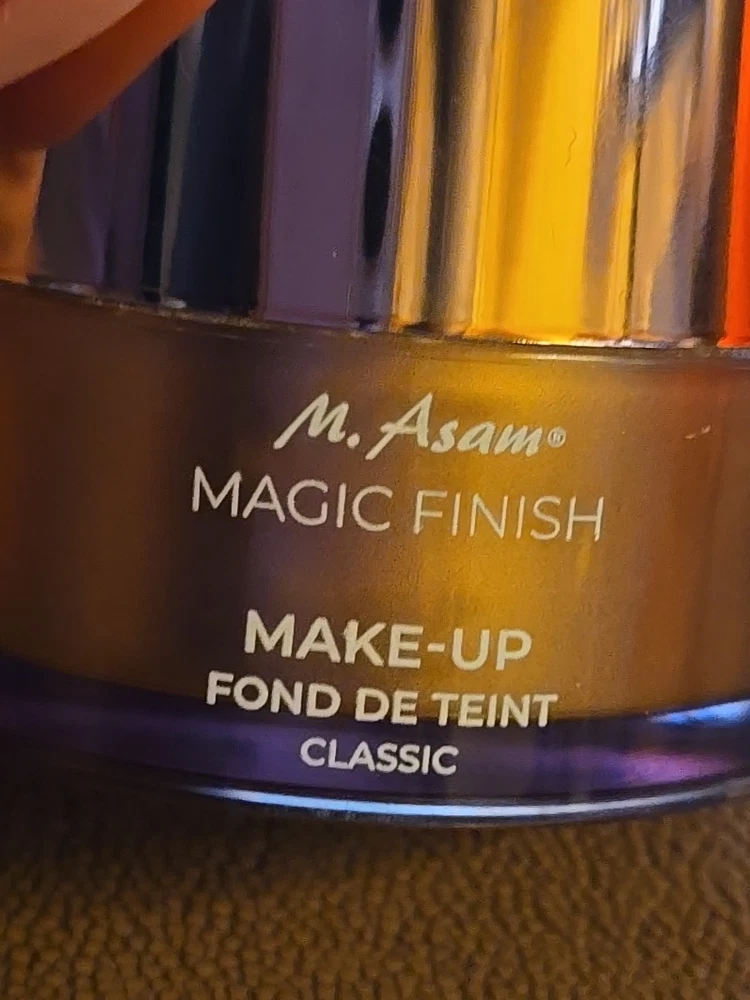 M. Asam®
MAGIC FINISH
MAKE-UP
FOND DE TEINT
CLASSIC